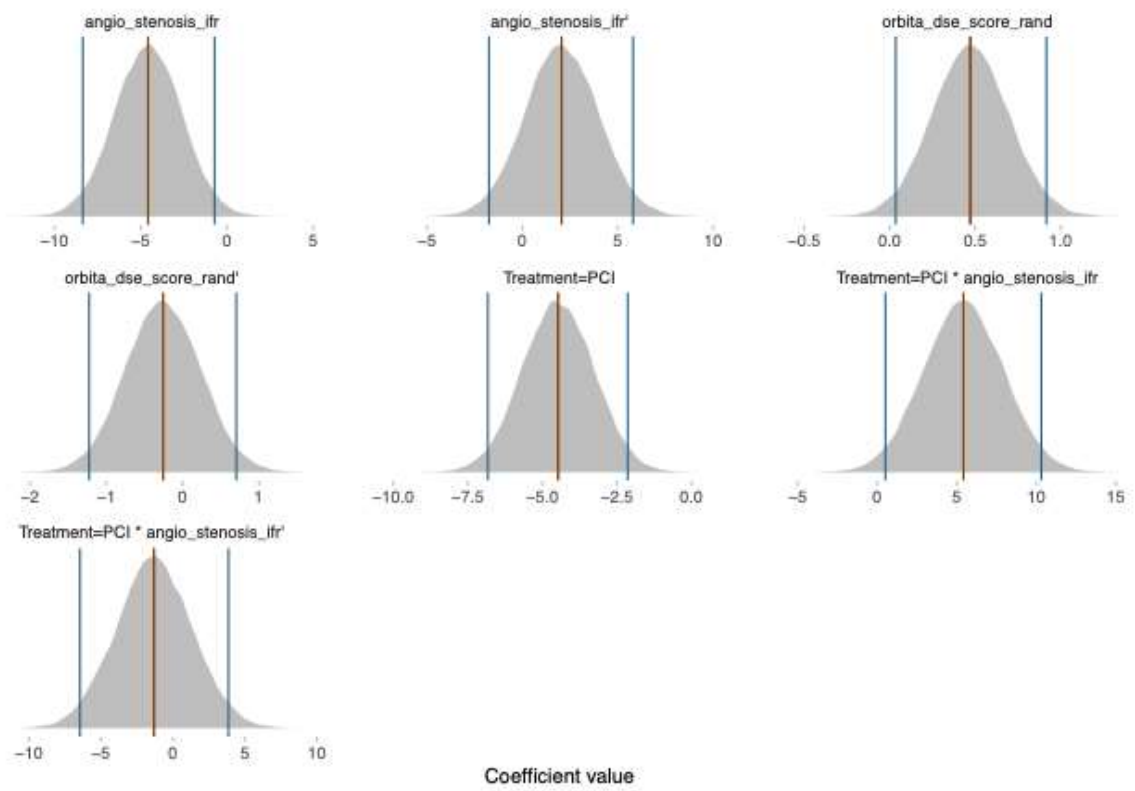 angio_stenosis_ifr angio_stenosis_ifr' orbita_dse_score_rand
−10 −5 0 5 −5 0 5 10 −0.5 0.0 0.5 1.0
orbita_dse_score_rand' Treatment=PCI Treatment=PCI * angio_stenosis_ifr
−2 −1 0 1 −10.0 −7.5 −5.0 −2.5 0.0 −5 0 5 10 15
Treatment=PCI * angio_stenosis_ifr'
−10 −5 0 5 10
Coefficient value